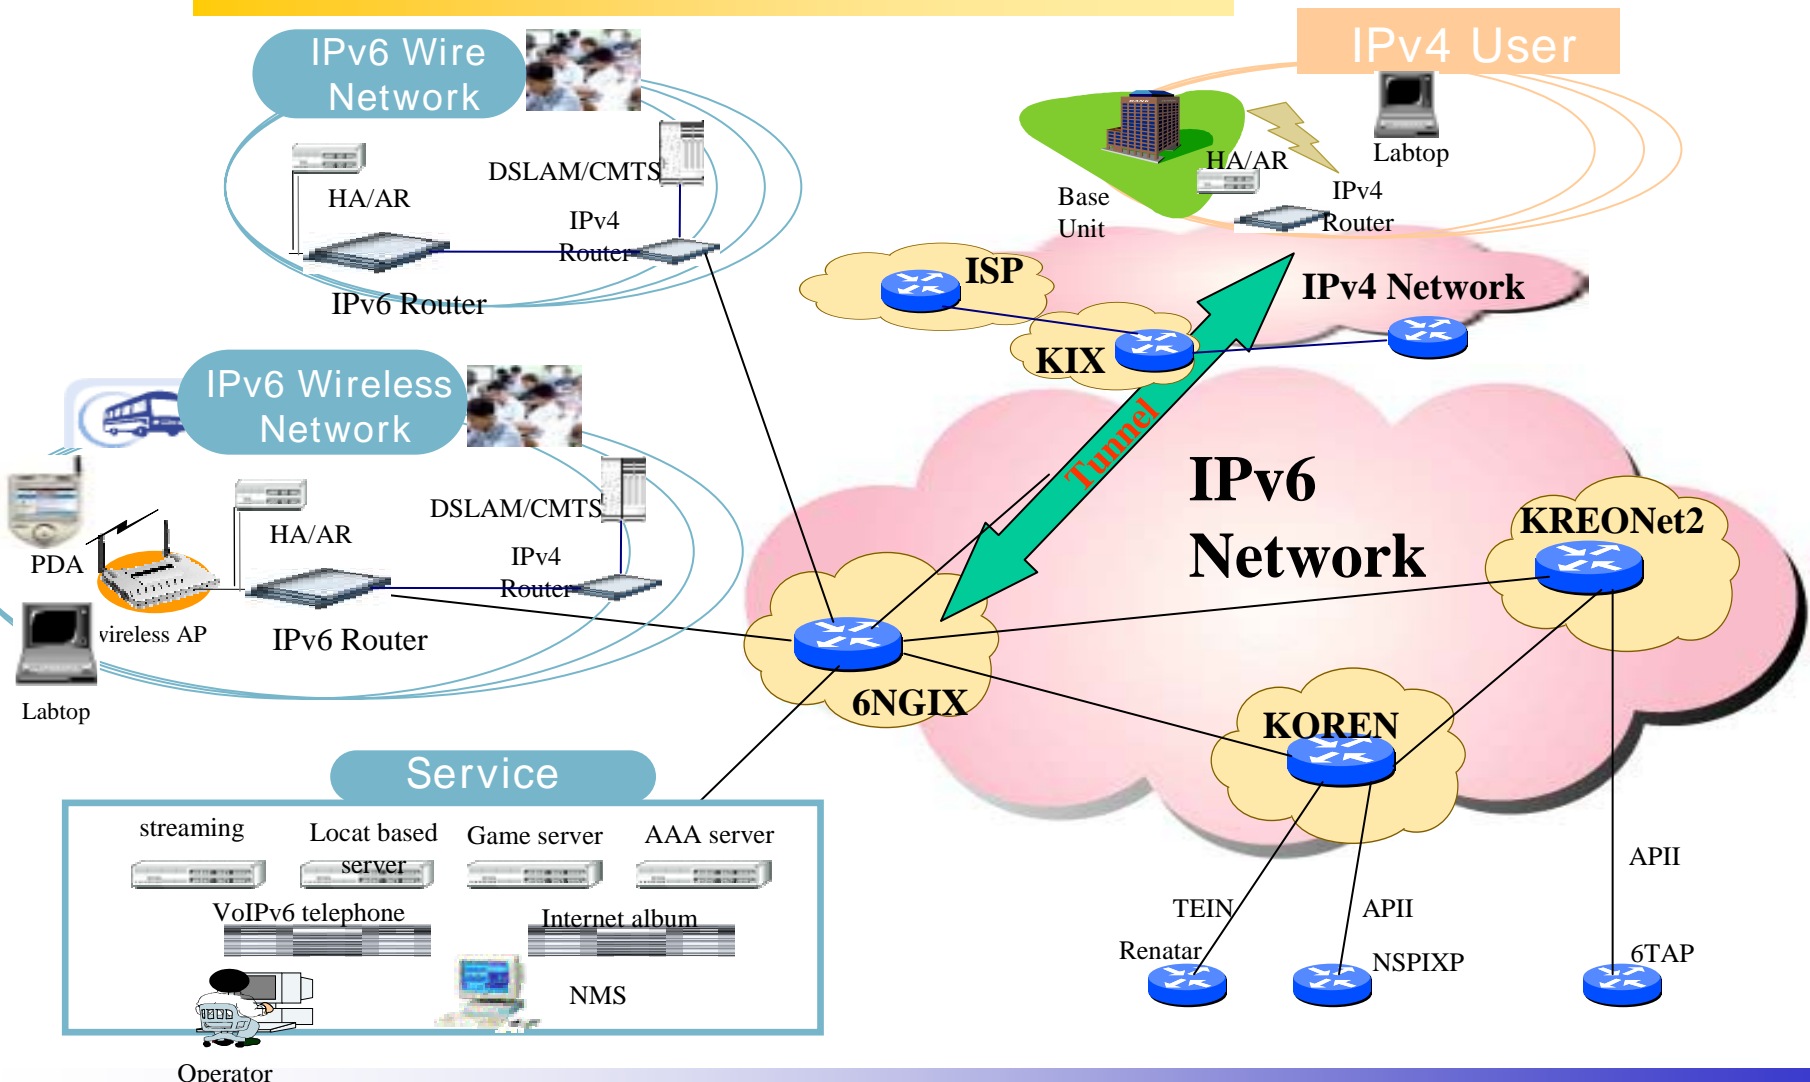 IPv6 Wire
Network
DSLAM/CMTS
HA/AR
IPv4
Router
IPv6 Router
IPv6 Wireless
Network
DSLAM/CMTS
HA/AR
IPv4
Router
PDA
wireless AP
IPv6 Router
Labtop
Service
streaming
Locat based
server
Game server
AAA server
VoIPv6 telephone
Internet album
NMS
Operator
IPv4 User
BANK
HA/AR
Labtop
Base
Unit
IPv4
Router
ISP
IPv4 Network
KIX
Tunnel
IPv6
Network
KREONet2
6NGIX
KOREN
TEIN
APII
APII
Renatar
NSPIXP
6TAP